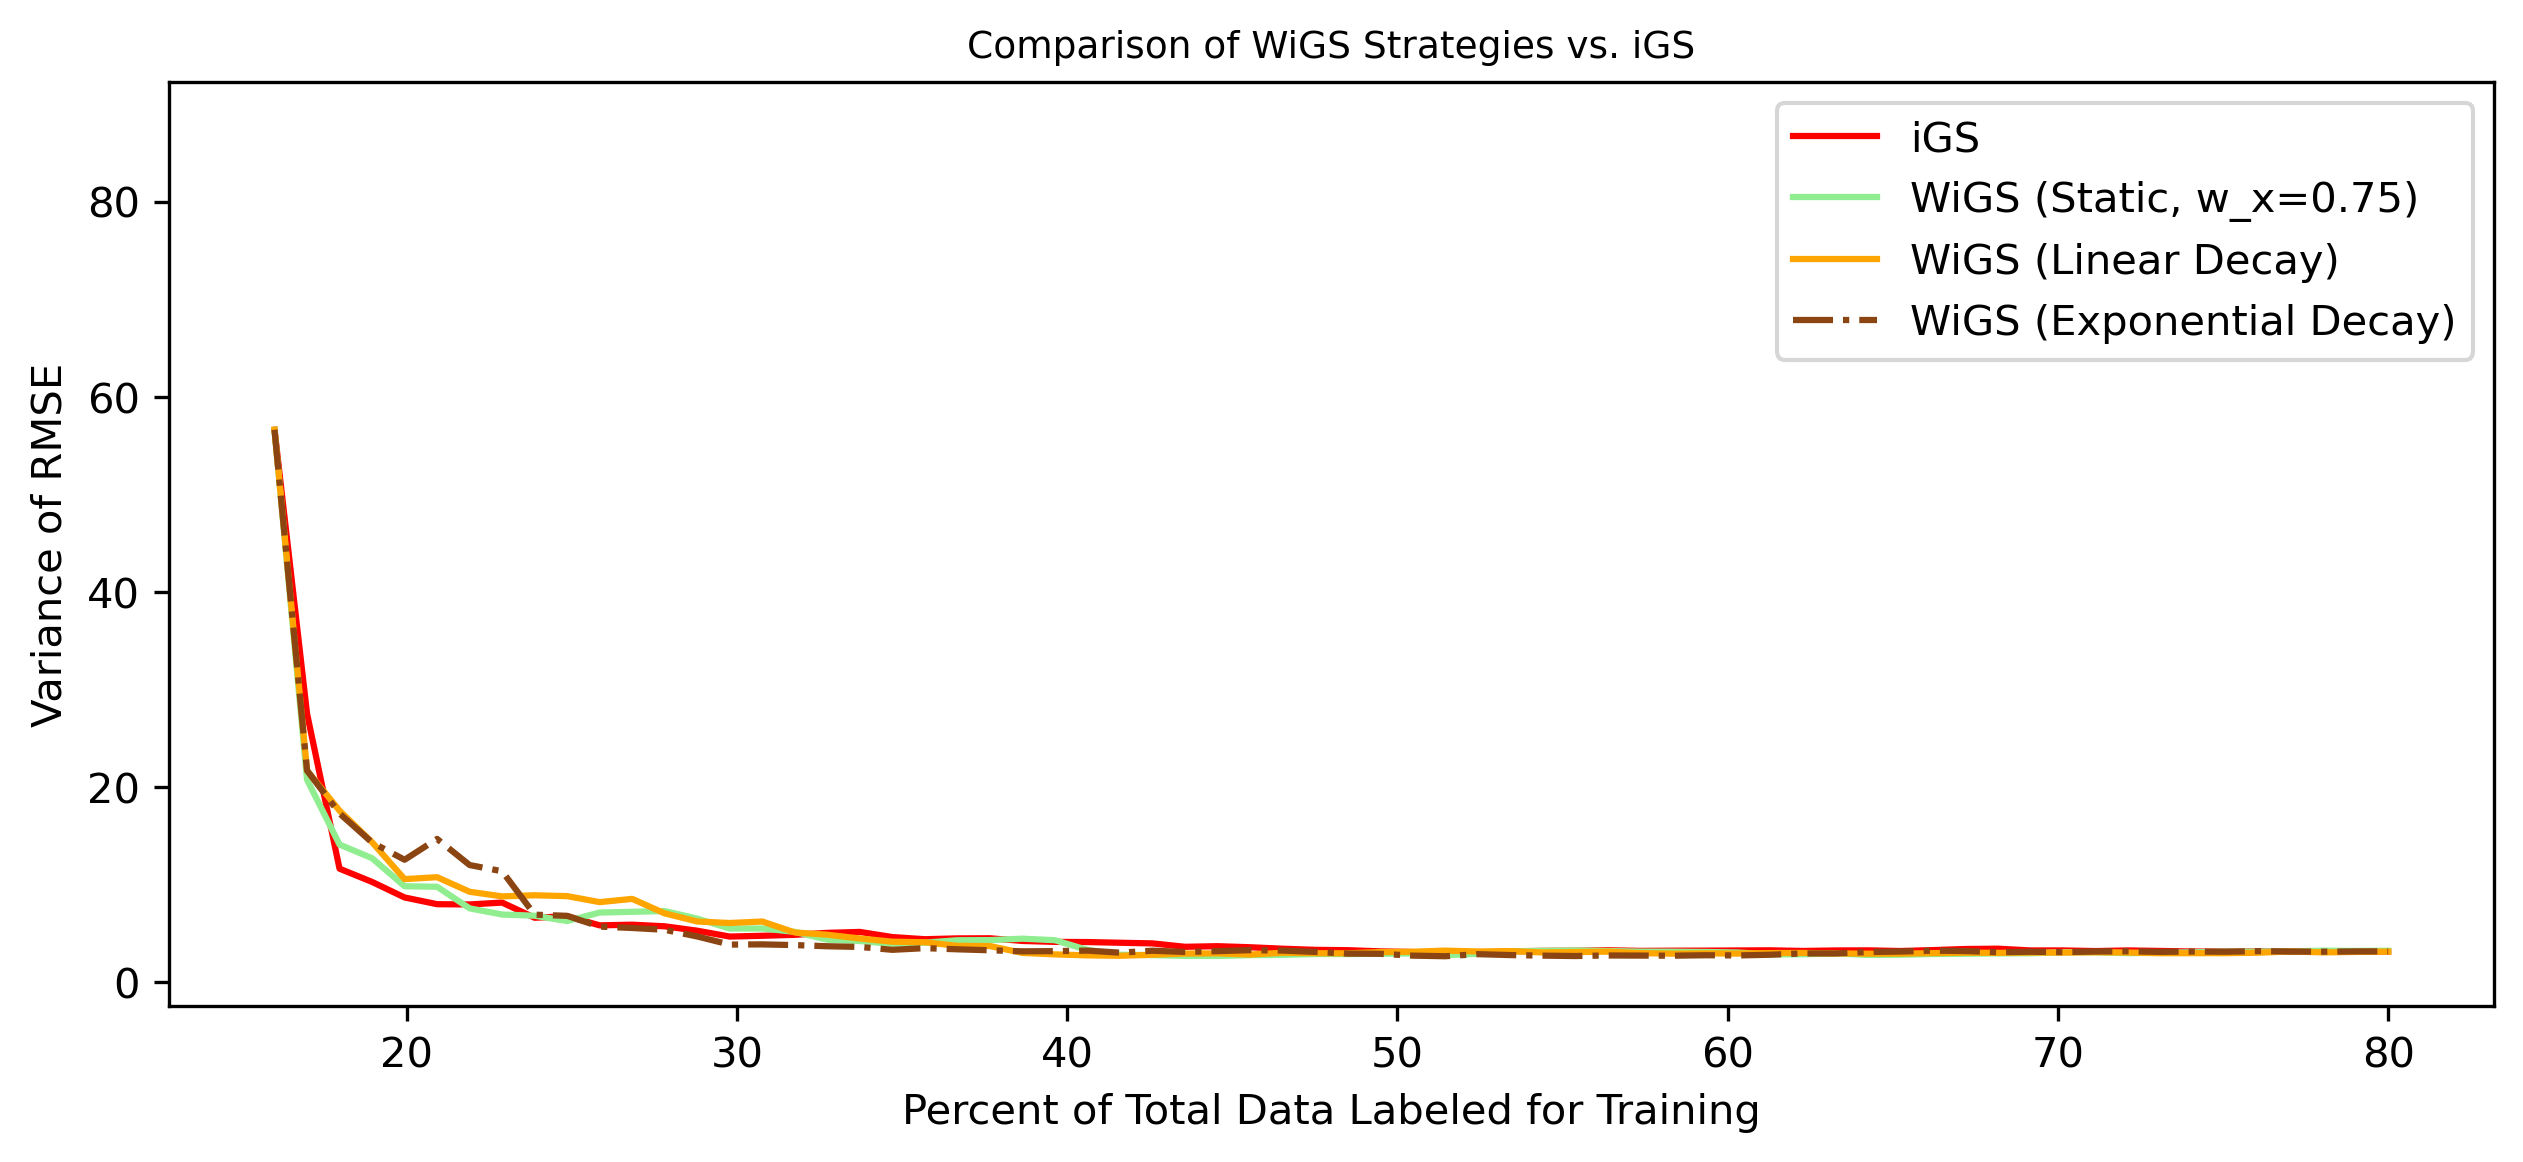 Comparison of WiGS Strategies vs. iGS
iGS
WiGS (Static, w_x=0.75)
WiGS (Linear Decay)
WiGS (Exponential Decay)
Variance of RMSE
80
60
40
20
0
20 30 40 50 60 70 80
Percent of Total Data Labeled for Training